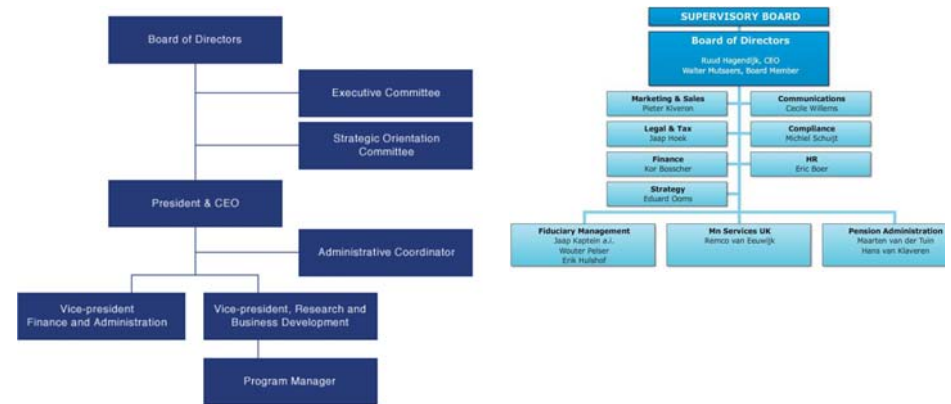 Board of Directors
Executive Committee
Strategic Orientation
Committee
President & CEO
Administrative Coordinator
Vice-president
Finance and Administration
Vice-president, Research and
Business Development
Program Manager
SUPERVISORY BOARD
Board of Directors
Ruud Hagendijk, CEO
Walter Mutsaers, Board Member
Marketing & Sales
Pieter Kiveron
Communications
Cecile Willems
Legal & Tax
Jaap Hoek
Compliance
Michiel Schuijt
Finance
Kor Bosscher
HR
Eric Boer
Strategy
Eduard Ooms
Fiduciary Management
Jaap Kaptein a.i.
Wouter Pelser
Erik Hulshof
Mn Services UK
Remco van Eeuwijk
Pension Administration
Maarten van der Tuin
Hans van Klaveren